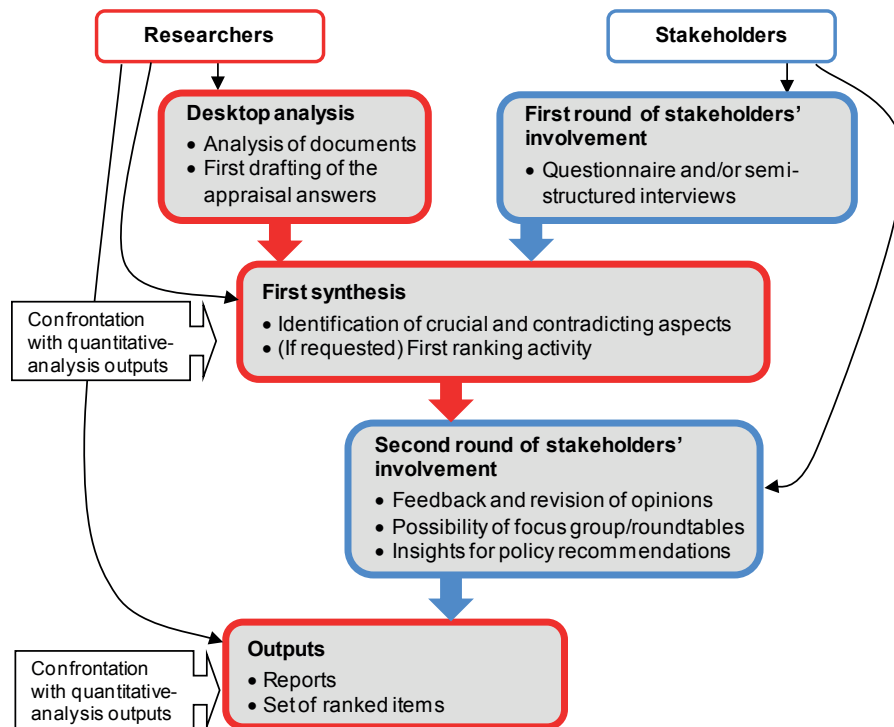 Researchers
Stakeholders
Desktop analysis
• Analysis of documents
• First drafting of the
appraisal answers
First round of stakeholders’
involvement
• Questionnaire and/or semi-
structured interviews
First synthesis
• Identification of crucial and contradicting aspects
• (If requested) First ranking activity
Confrontation
with quantitative-
analysis outputs
Second round of stakeholders’
involvement
• Feedback and revision of opinions
• Possibility of focus group/roundtables
• Insights for policy recommendations
Outputs
• Reports
• Set of ranked items
Confrontation
with quantitative-
analysis outputs